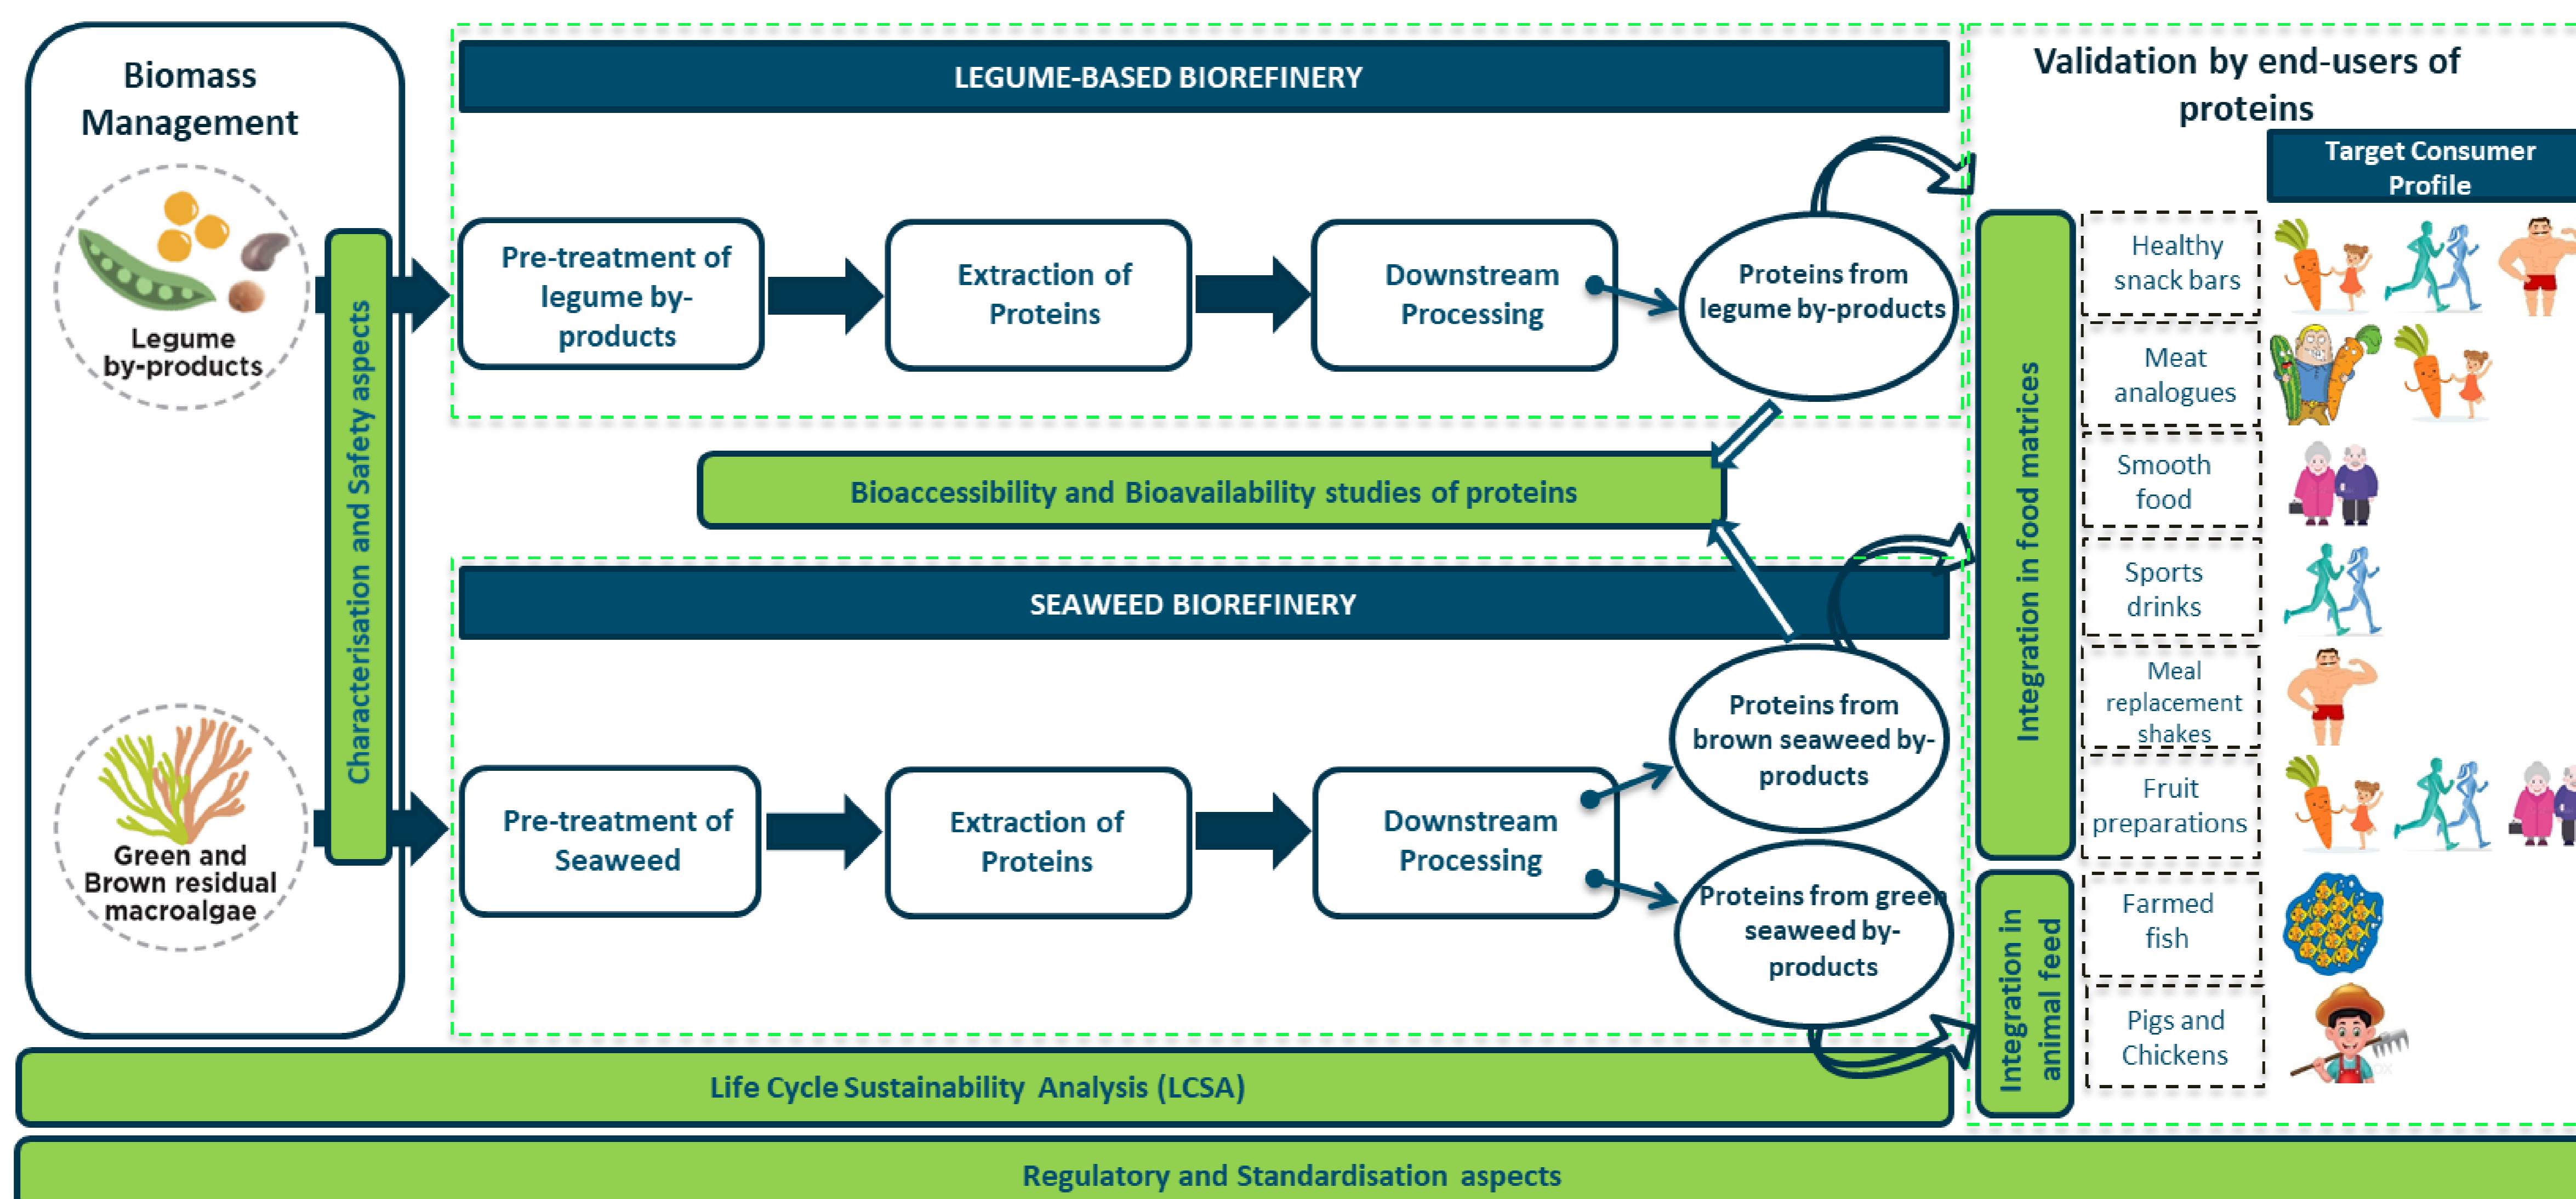 Biomass
Management
Legume
by-products
Green and
Brown residual
macroalgae
Characterisation and Safety aspects
LEGUME-BASED BIOREFINERY
Pre-treatment of
legume by-
products
Extraction of
Proteins
Downstream
Processing
Proteins from
legume by-products
Bioaccessibility and Bioavailability studies of proteins
SEAWEED BIOREFINERY
Pre-treatment of
Seaweed
Extraction of
Proteins
Downstream
Processing
Proteins from
brown seaweed by-
products
Proteins from green
seaweed by-
products
Validation by end-users of
proteins
Target Consumer
Profile
Integration in food matrices
Healthy
snack bars
Meat
analogues
Smooth
food
Sports
drinks
Meal
replacement
shakes
Fruit
preparations
Integration in
animal feed
Farmed
fish
Pigs and
Chickens
Life Cycle Sustainability Analysis (LCSA)
Regulatory and Standardisation aspects